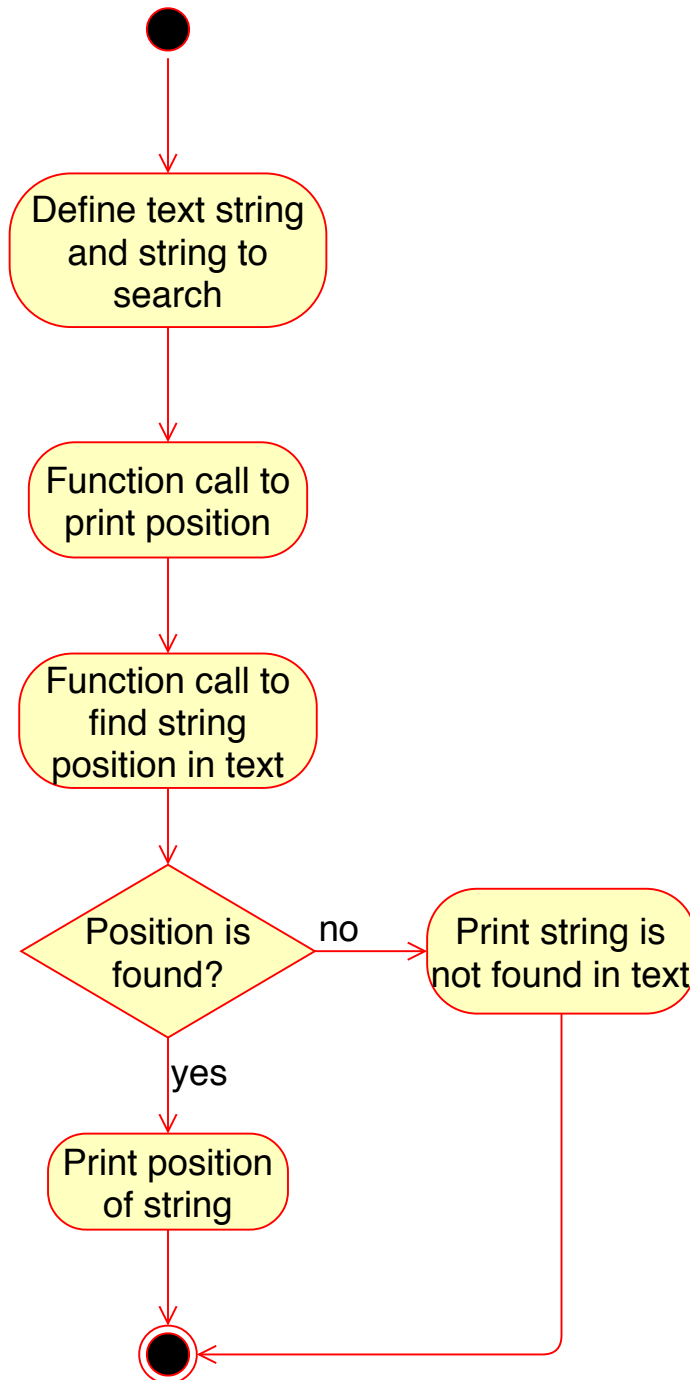 Define text string
and string to
search
Function call to
print position
Function call to
find string
position in text
Position is
found?
no
Print string is
not found in text
yes
Print position
of string